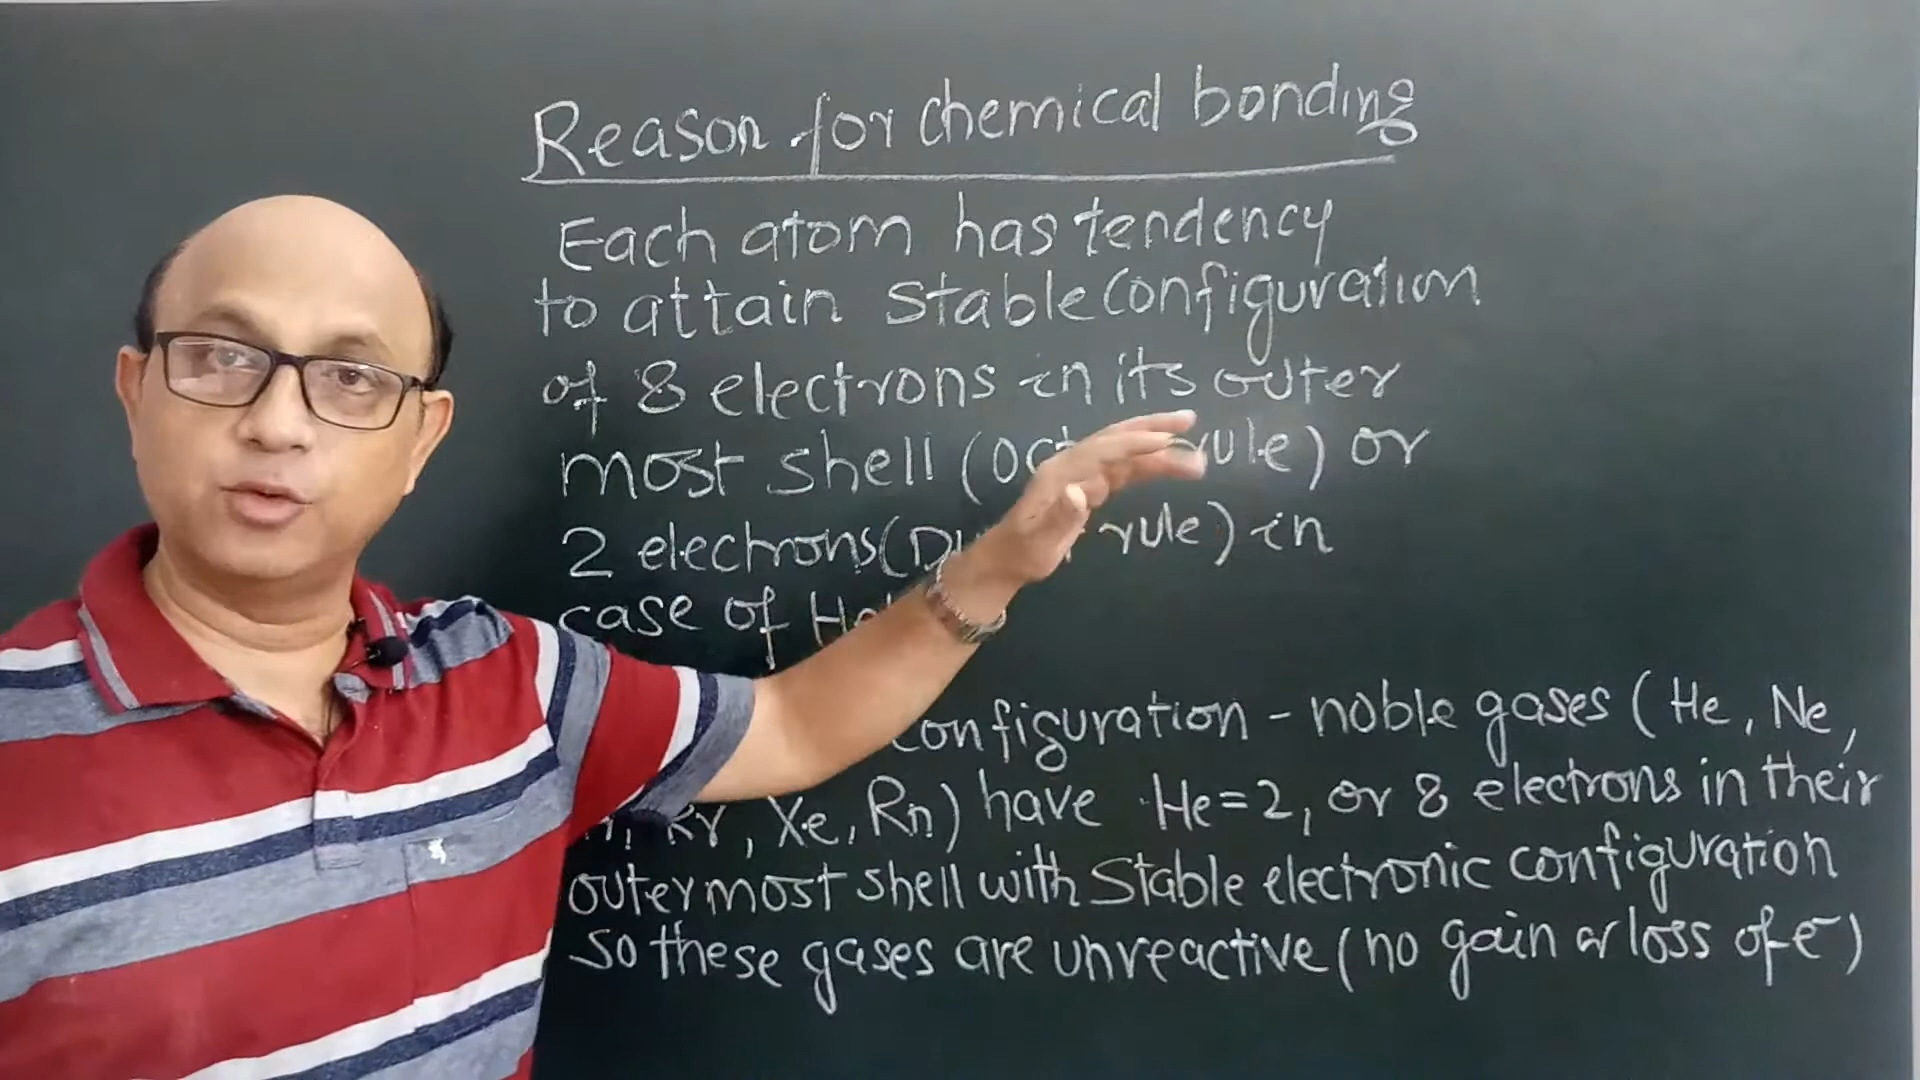 Reason for chemical bonding
Each atom has tendency
to attain stable configuration
of 8 electrons in its outer
most shell (oct rule) or
2 electrons (Du rule) in
case of He
configuration - noble gases (He, Ne,
Kr, Xe, Rn) have He=2, or 8 electrons in their
outermost shell with stable electronic configuration
so these gases are unreactive (no gain or loss of e⁻)